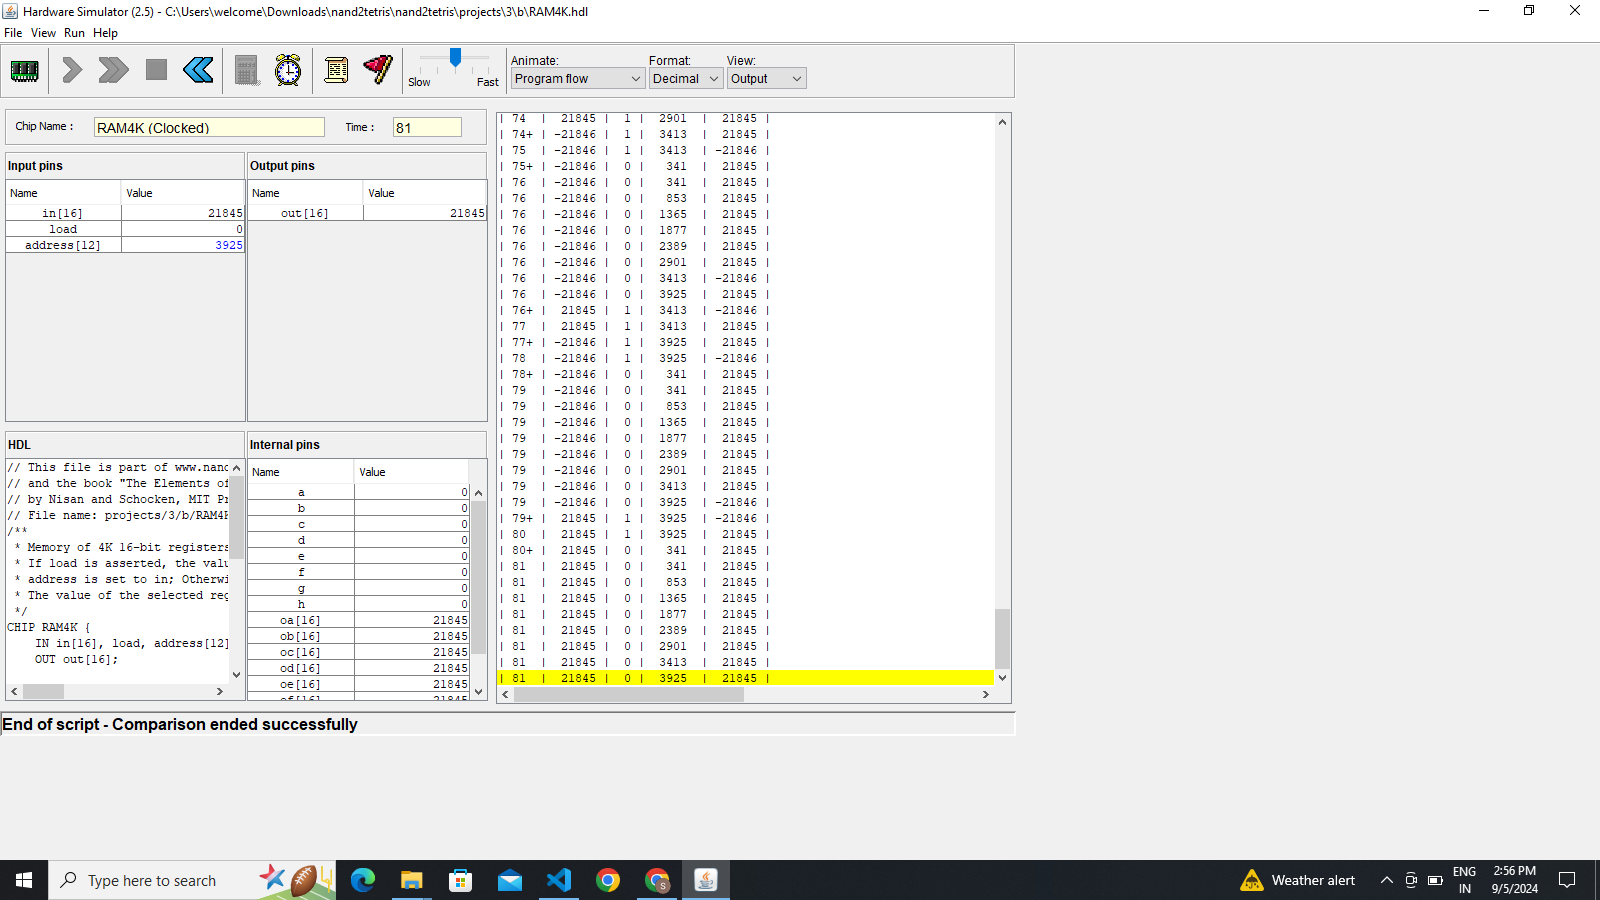 Hardware Simulator (2.5) - C:\Users\welcome\Downloads\nand2tetris\nand2tetris\projects\3\b\RAM4K.hdl
File View Run Help
Slow Fast
Animate: Format: View:
Program flow Decimal Output
Chip Name : RAM4K (Clocked) Time : 81
Input pins
Name Value
in[16] 21845
load 0
address[12] 3925
Output pins
Name Value
out[16] 21845
HDL
// This file is part of www.nand
// and the book "The Elements of
// by Nisan and Schocken, MIT Pr
// File name: projects/3/b/RAM4K
/**
* Memory of 4K 16-bit registers
* If load is asserted, the valu
* address is set to in; Otherwi
* The value of the selected reg
*/
CHIP RAM4K {
IN in[16], load, address[12]
OUT out[16];
Internal pins
Name Value
a 0
b 0
c 0
d 0
e 0
f 0
g 0
h 0
oa[16] 21845
ob[16] 21845
oc[16] 21845
od[16] 21845
oe[16] 21845
of[16] 21845
| 74 | 21845 | 1 | 2901 | 21845 |
| 74+ | -21846 | 1 | 3413 | 21845 |
| 75 | -21846 | 1 | 3413 | -21846 |
| 75+ | -21846 | 0 | 341 | 21845 |
| 76 | -21846 | 0 | 341 | 21845 |
| 76 | -21846 | 0 | 853 | 21845 |
| 76 | -21846 | 0 | 1365 | 21845 |
| 76 | -21846 | 0 | 1877 | 21845 |
| 76 | -21846 | 0 | 2389 | 21845 |
| 76 | -21846 | 0 | 2901 | 21845 |
| 76 | -21846 | 0 | 3413 | -21846 |
| 76 | -21846 | 0 | 3925 | 21845 |
| 76+ | 21845 | 1 | 3413 | -21846 |
| 77 | 21845 | 1 | 3413 | 21845 |
| 77+ | -21846 | 1 | 3925 | 21845 |
| 78 | -21846 | 1 | 3925 | -21846 |
| 78+ | -21846 | 0 | 341 | 21845 |
| 79 | -21846 | 0 | 341 | 21845 |
| 79 | -21846 | 0 | 853 | 21845 |
| 79 | -21846 | 0 | 1365 | 21845 |
| 79 | -21846 | 0 | 1877 | 21845 |
| 79 | -21846 | 0 | 2389 | 21845 |
| 79 | -21846 | 0 | 2901 | 21845 |
| 79 | -21846 | 0 | 3413 | 21845 |
| 79 | -21846 | 0 | 3925 | -21846 |
| 79+ | 21845 | 1 | 3925 | -21846 |
| 80 | 21845 | 1 | 3925 | 21845 |
| 80+ | 21845 | 0 | 341 | 21845 |
| 81 | 21845 | 0 | 341 | 21845 |
| 81 | 21845 | 0 | 853 | 21845 |
| 81 | 21845 | 0 | 1365 | 21845 |
| 81 | 21845 | 0 | 1877 | 21845 |
| 81 | 21845 | 0 | 2389 | 21845 |
| 81 | 21845 | 0 | 2901 | 21845 |
| 81 | 21845 | 0 | 3413 | 21845 |
| 81 | 21845 | 0 | 3925 | 21845 |
End of script - Comparison ended successfully
Type here to search
Weather alert
ENG
IN
2:56 PM
9/5/2024